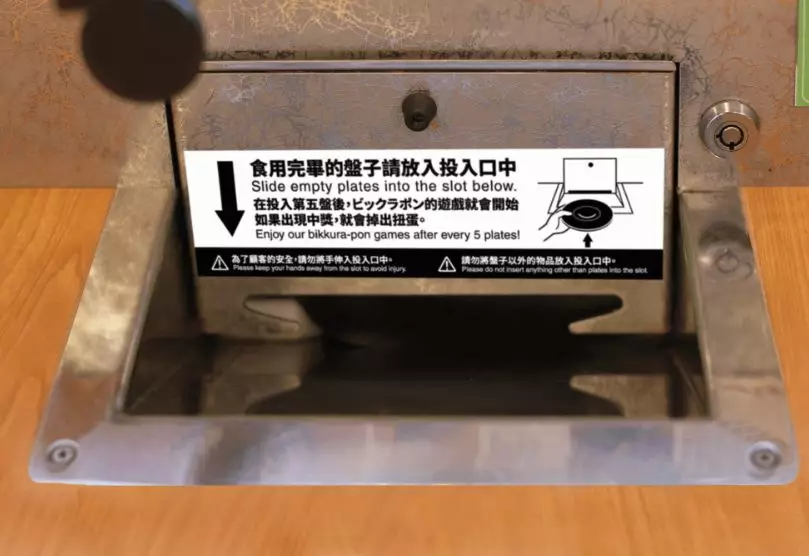 食用完畢的盤子請放入投入口中
Slide empty plates into the slot below.
在投入第五盤後,ビックラポン的遊戲就會開始
如果出現中獎,就會掉出扭蛋。
Enjoy our bikkura-pon games after every 5 plates!
為了顧客的安全,請勿將手伸入投入口中。
Please keep your hands away from the slot to avoid injury.
請勿將盤子以外的物品放入投入口中。
Please do not insert anything other than plates into the slot.